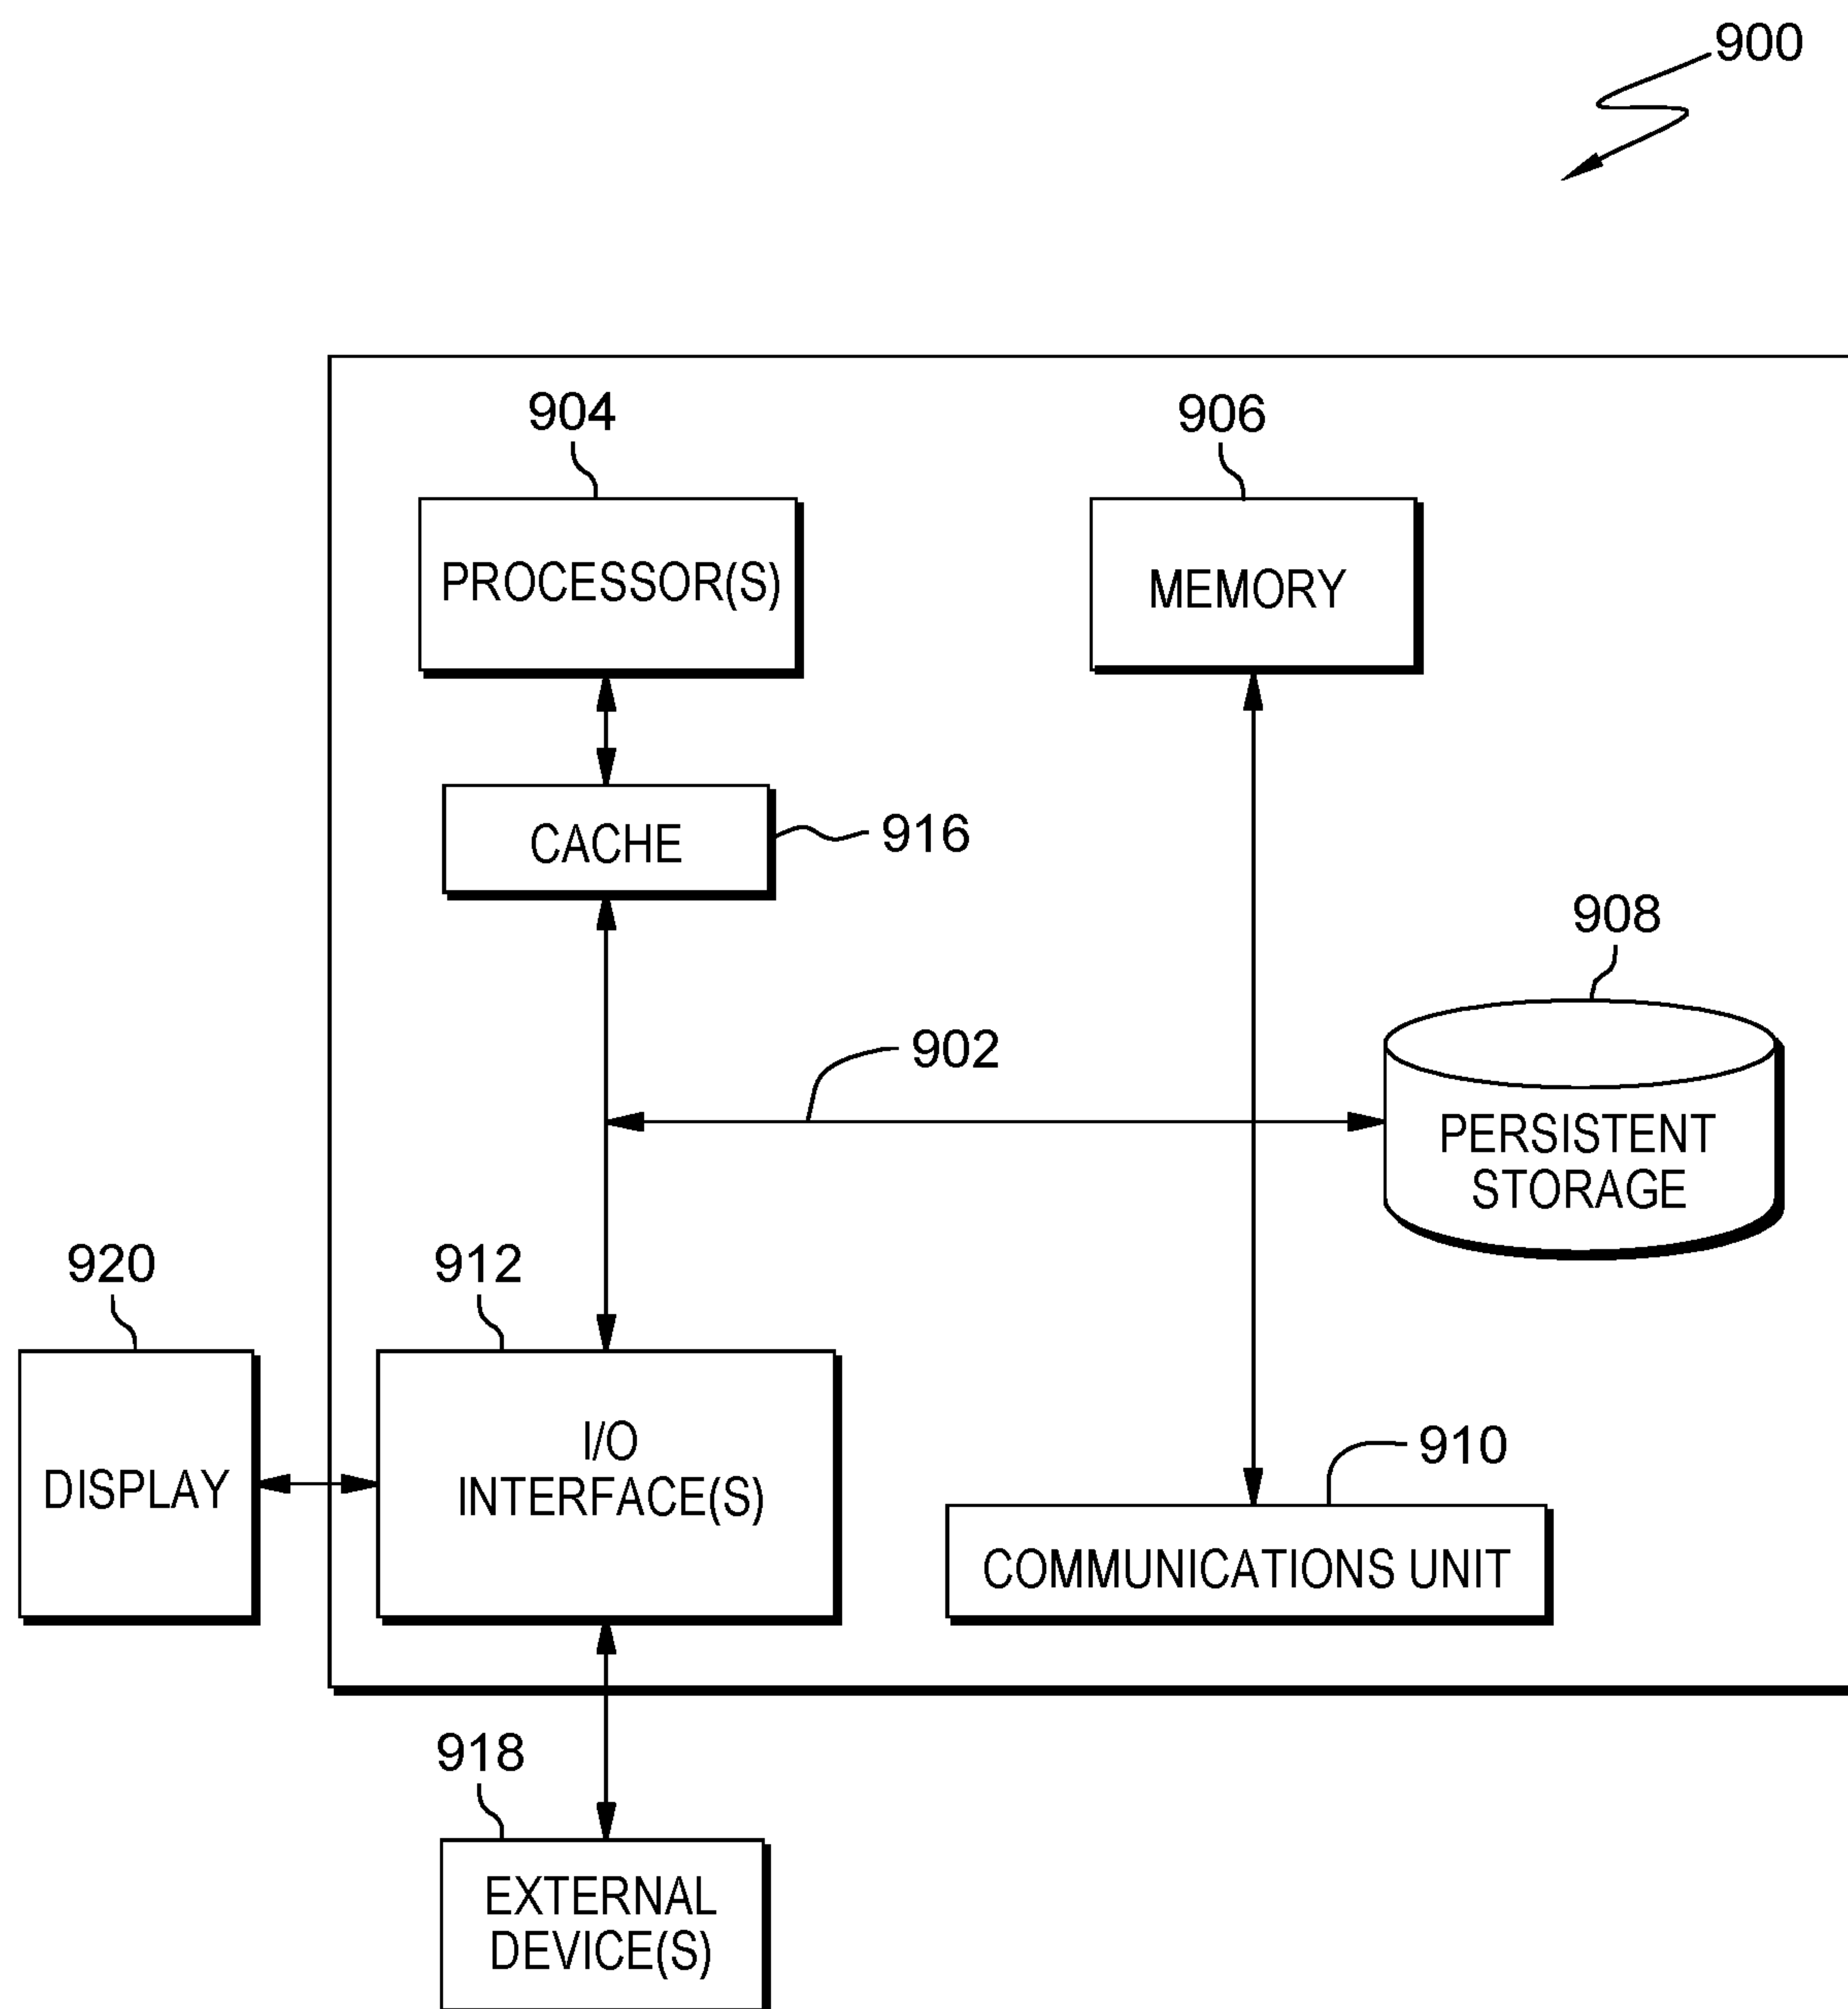 900
904
906
PROCESSOR(S)
MEMORY
CACHE
916
908
902
PERSISTENT
STORAGE
920
912
I/O
INTERFACE(S)
DISPLAY
910
COMMUNICATIONS UNIT
918
EXTERNAL
DEVICE(S)